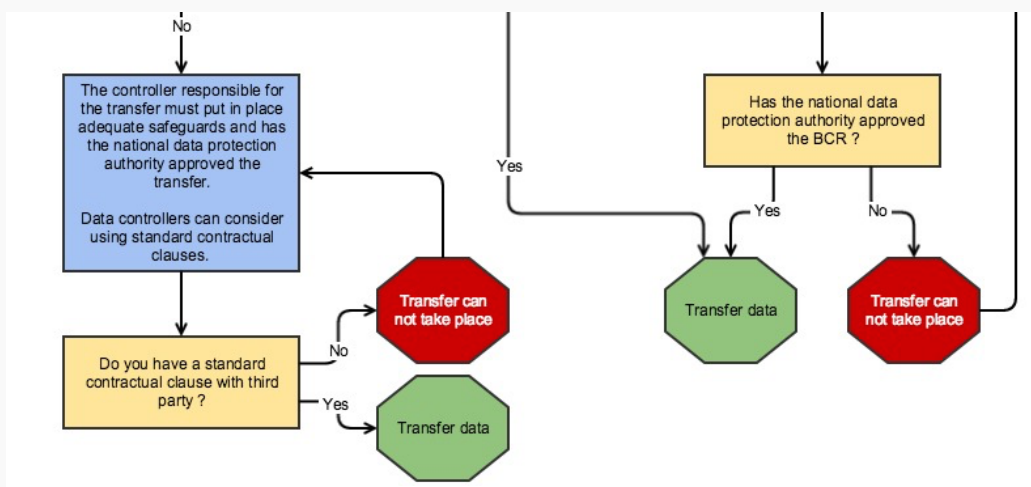 No
The controller responsible for
the transfer must put in place
adequate safeguards and has
the national data protection
authority approved the
transfer.
Data controllers can consider
using standard contractual
clauses.
Has the national data
protection authority approved
the BCR ?
Yes
Yes
No
Transfer can
not take place
Transfer data
Transfer can
not take place
No
Do you have a standard
contractual clause with third
party ?
Yes
Transfer data